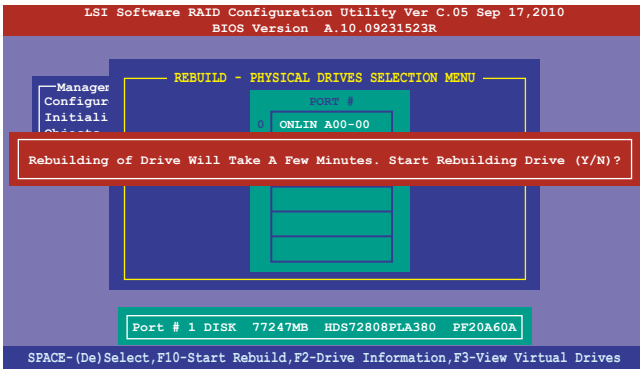 LSI Software RAID Configuration Utility Ver C.05 Sep 17,2010
BIOS Version A.10.09231523R
REBUILD - PHYSICAL DRIVES SELECTION MENU
Managem
Configur
PORT #
Initiali
0 ONLIN A00-00
Objects
Rebuilding of Drive Will Take A Few Minutes. Start Rebuilding Drive (Y/N)?
Port # 1 DISK 77247MB HDS72808PLA380 PF20A60A
SPACE-(De)Select,F10-Start Rebuild,F2-Drive Information,F3-View Virtual Drives